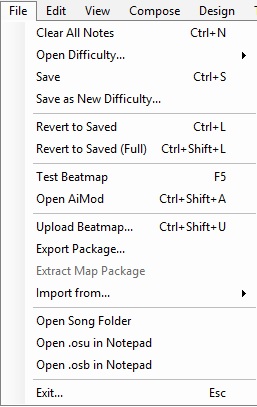 File Edit View Compose Design
Clear All Notes Ctrl+N
Open Difficulty...
Save Ctrl+S
Save as New Difficulty...
Revert to Saved Ctrl+L
Revert to Saved (Full) Ctrl+Shift+L
Test Beatmap F5
Open AiMod Ctrl+Shift+A
Upload Beatmap... Ctrl+Shift+U
Export Package...
Extract Map Package
Import from...
Open Song Folder
Open .osu in Notepad
Open .osb in Notepad
Exit... Esc